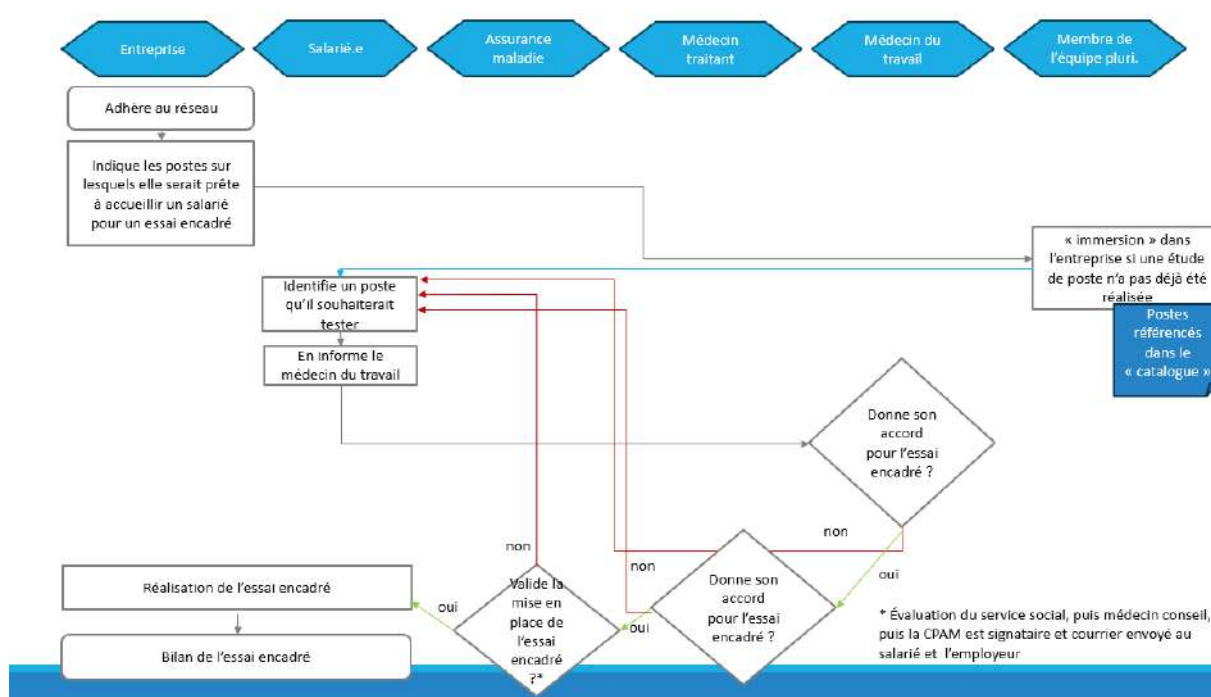 Entreprise
Salarié.e
Assurance
maladie
Médecin
traitant
Médecin du
travail
Membre de
l'équipe pluri.
Adhère au réseau
Indique les postes sur
lesquels elle serait prête
à accueillir un salarié
pour un essai encadré
« immersion » dans
l'entreprise si une étude
de poste n'a pas déjà été
réalisée
Postes
référencés
dans le
« catalogue »
Identifie un poste
qu'il souhaiterait
tester
En informe le
médecin du travail
Donne son
accord
pour l'essai
encadré ?
non
oui
Donne son
accord
pour l'essai
encadré ?
non
oui
Valide la
mise en
place de
l'essai
encadré
?*
non
oui
Réalisation de l'essai encadré
Bilan de l'essai encadré
* Évaluation du service social, puis médecin conseil,
puis la CPAM est signataire et courrier envoyé au
salarié et l'employeur